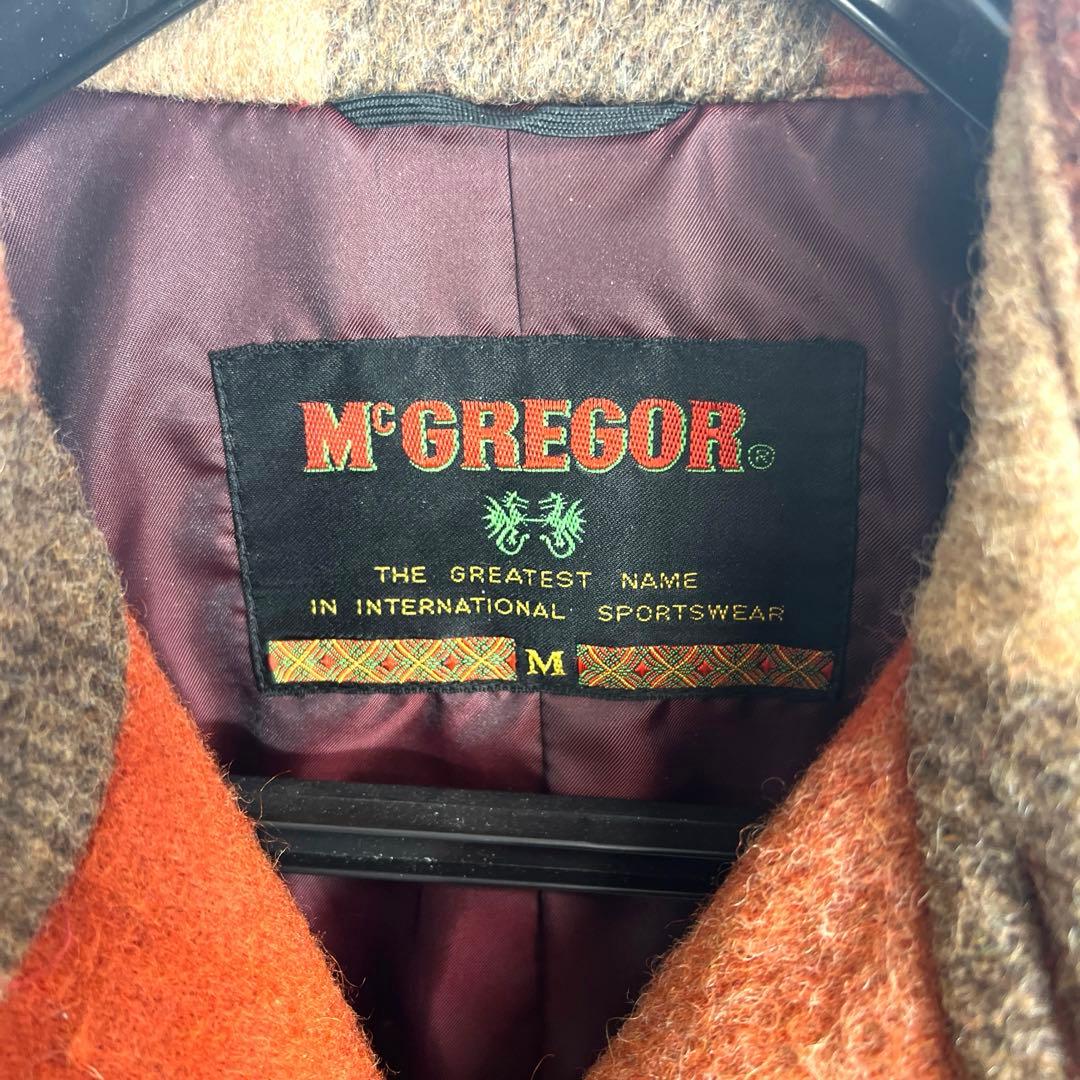 McGREGOR®
THE GREATEST NAME
IN INTERNATIONAL SPORTSWEAR
M